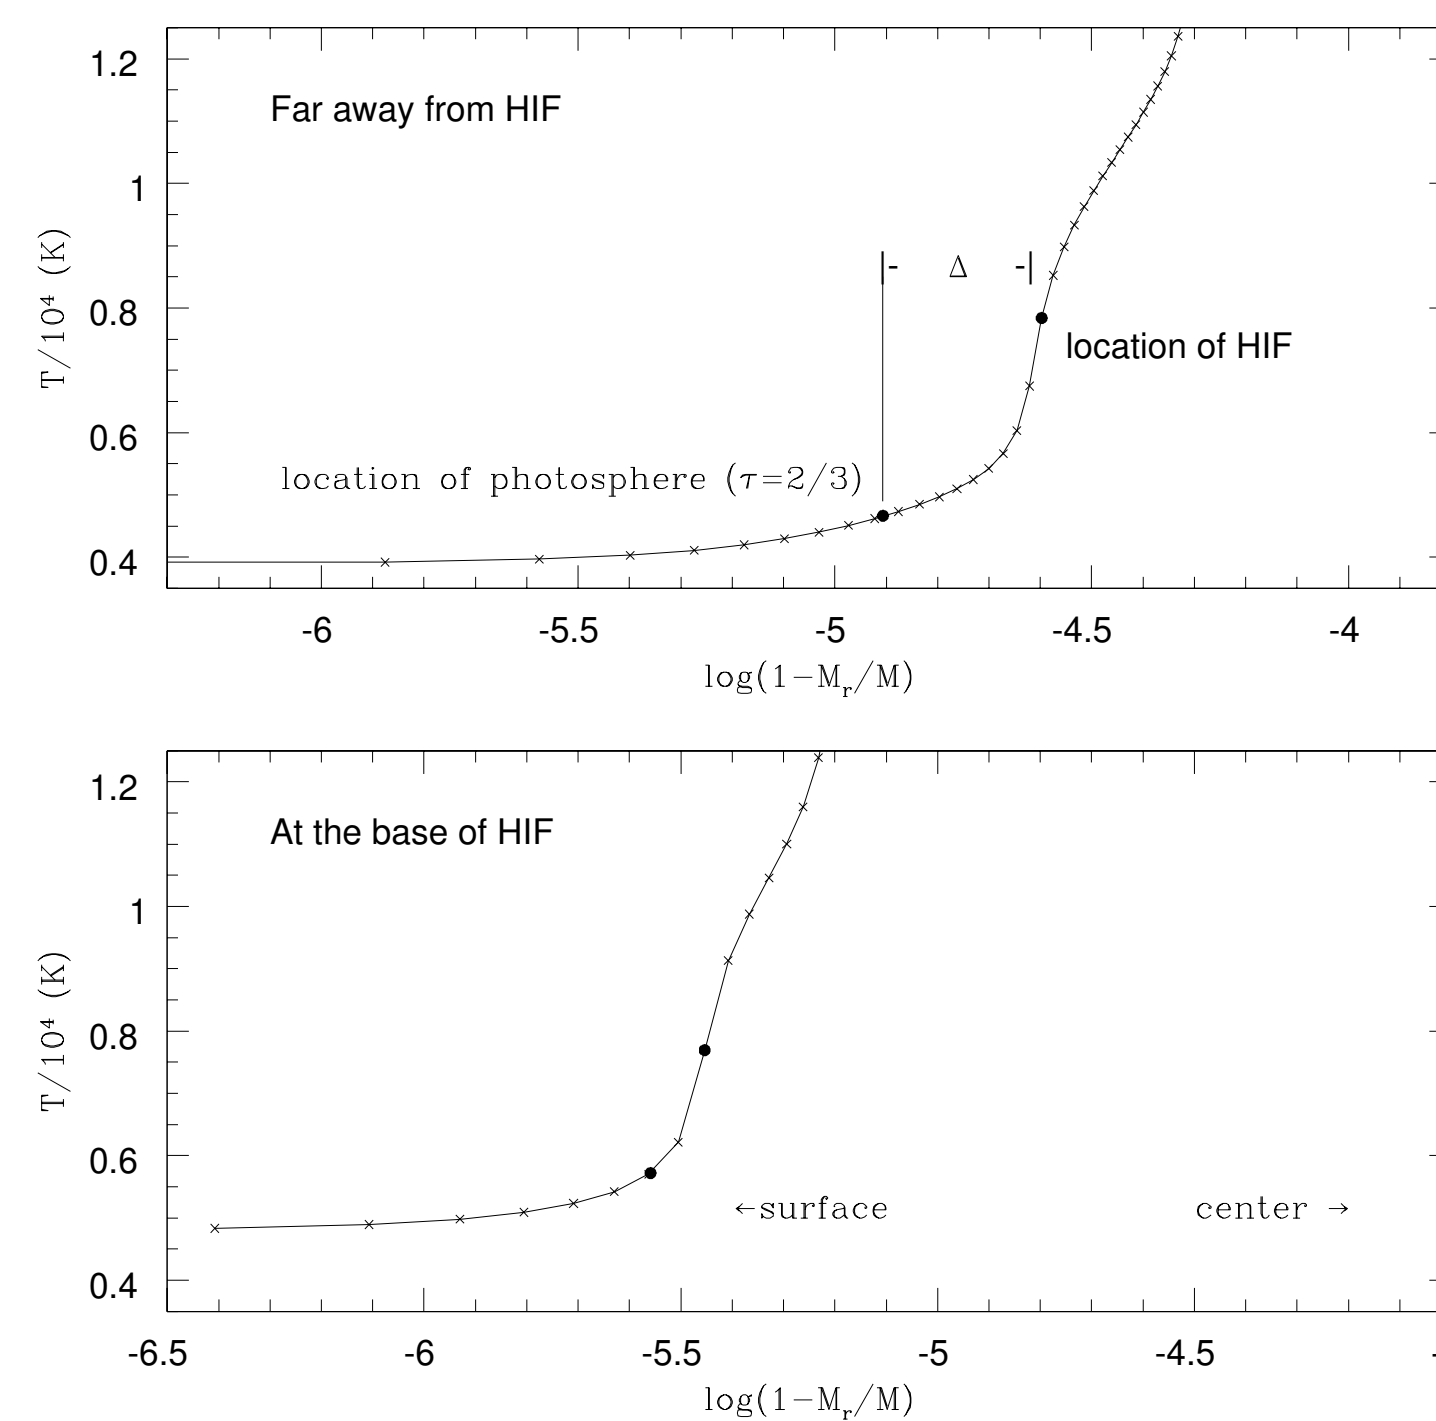 1.2
Far away from HIF
1
|- Δ -|
0.8
location of HIF
T/10⁴ (K)
0.6
location of photosphere (τ=2/3)
0.4
-6 -5.5 -5 -4.5 -4
log(1−Mᵣ/M)
1.2
At the base of HIF
1
T/10⁴ (K)
0.8
0.6
←surface center →
0.4
-6.5 -6 -5.5 -5 -4.5
log(1−Mᵣ/M)